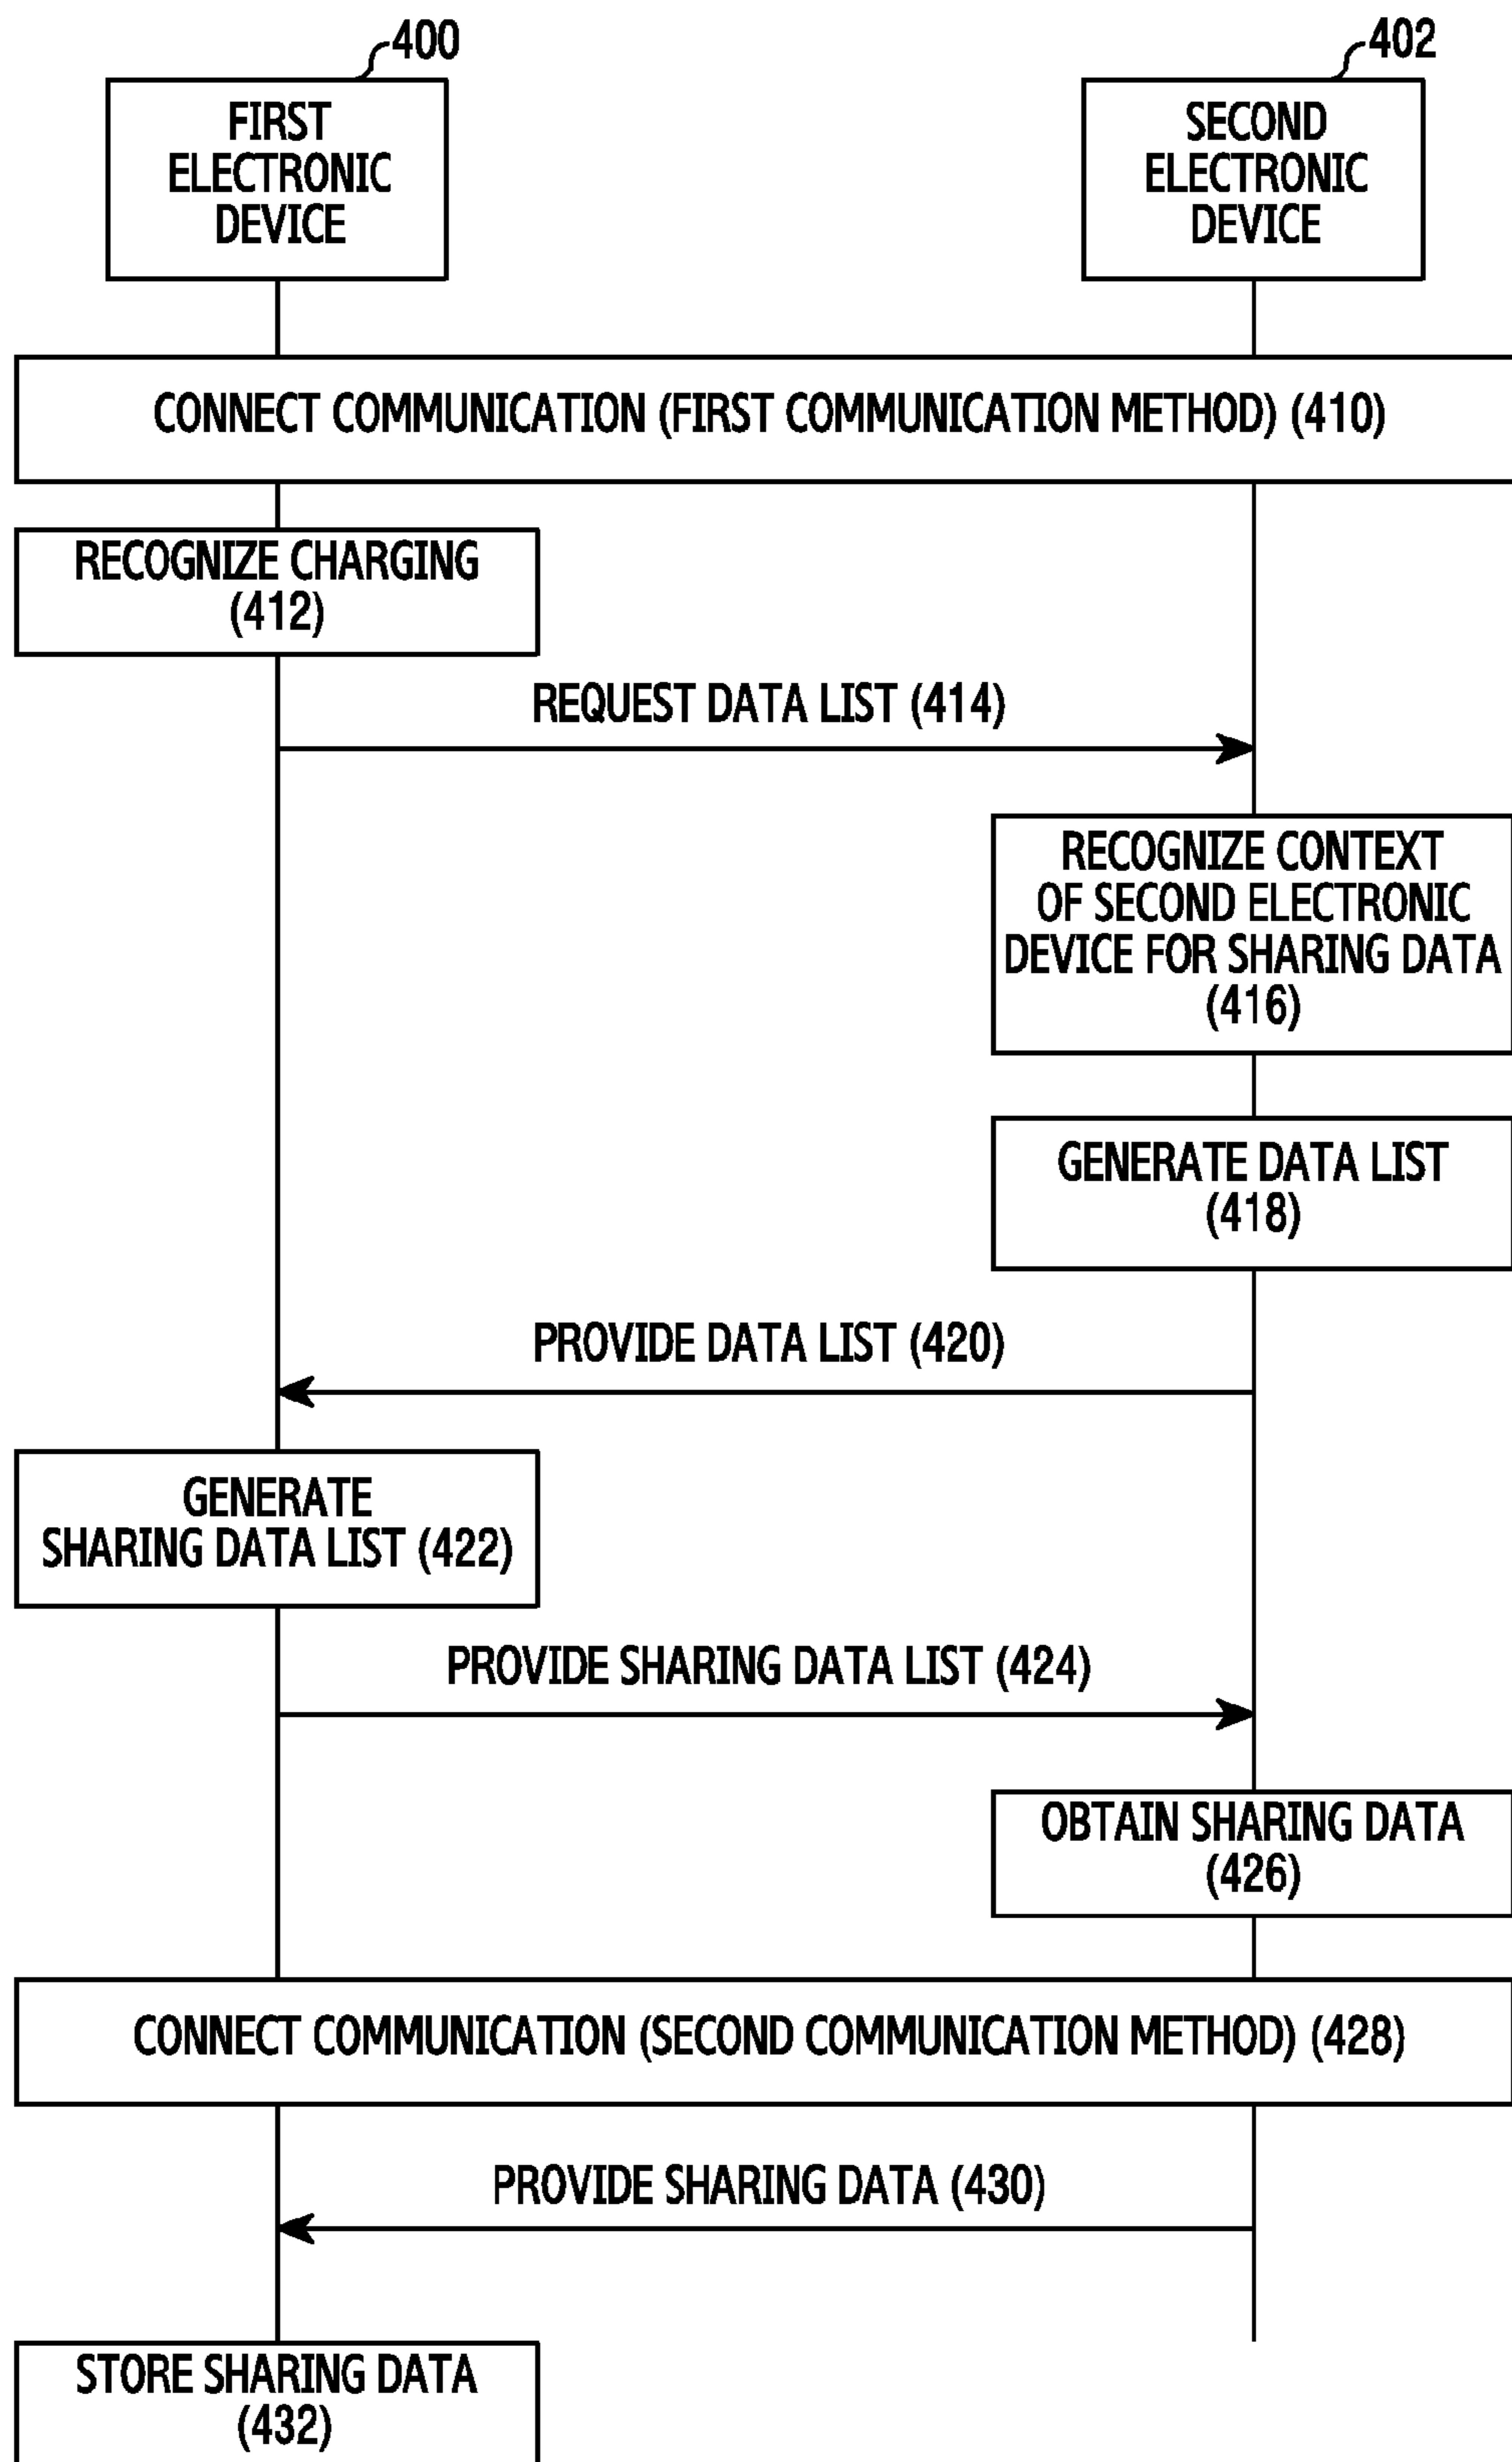 400
402
FIRST
ELECTRONIC
DEVICE
SECOND
ELECTRONIC
DEVICE
CONNECT COMMUNICATION (FIRST COMMUNICATION METHOD) (410)
RECOGNIZE CHARGING
(412)
REQUEST DATA LIST (414)
RECOGNIZE CONTEXT
OF SECOND ELECTRONIC
DEVICE FOR SHARING DATA
(416)
GENERATE DATA LIST
(418)
PROVIDE DATA LIST (420)
GENERATE
SHARING DATA LIST (422)
PROVIDE SHARING DATA LIST (424)
OBTAIN SHARING DATA
(426)
CONNECT COMMUNICATION (SECOND COMMUNICATION METHOD) (428)
PROVIDE SHARING DATA (430)
STORE SHARING DATA
(432)